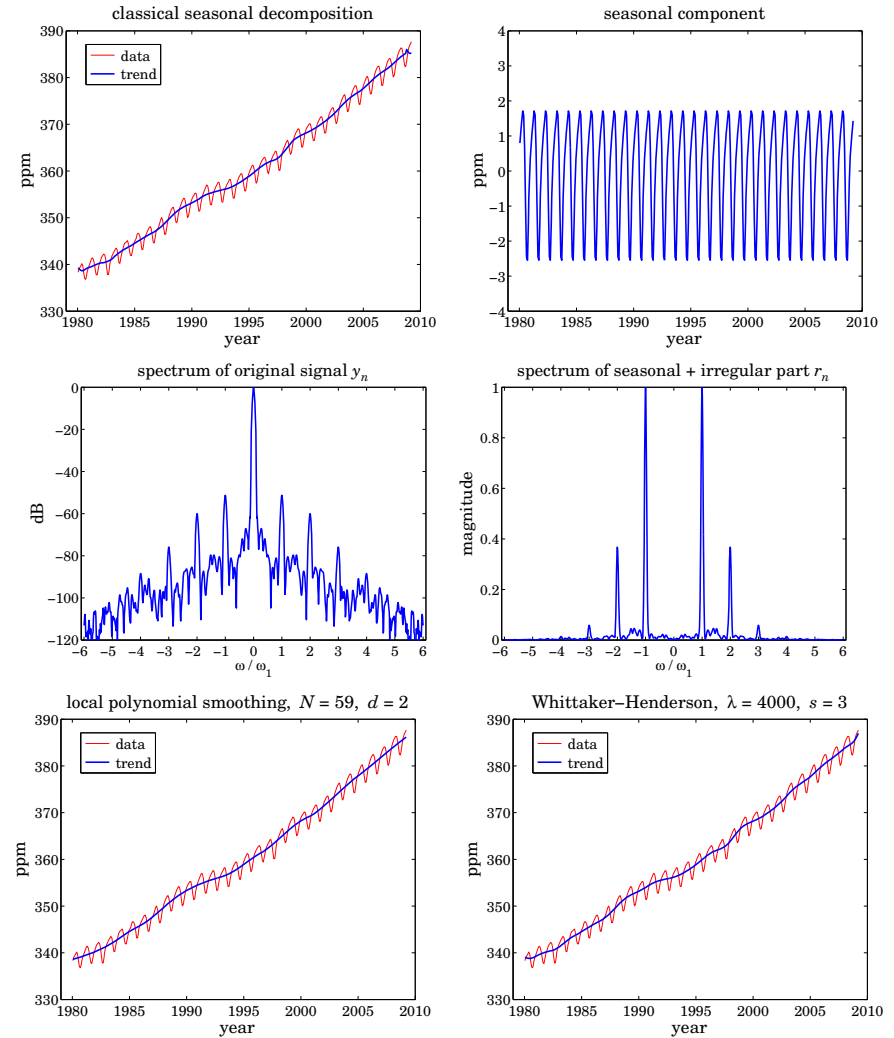 classical seasonal decomposition
390
380
370
360
350
340
330
ppm
data
trend
1980 1985 1990 1995 2000 2005 2010
year
seasonal component
4
3
2
1
0
−1
−2
−3
−4
ppm
1980 1985 1990 1995 2000 2005 2010
year
spectrum of original signal yn
0
−20
−40
−60
−80
−100
−120
dB
−6 −5 −4 −3 −2 −1 0 1 2 3 4 5 6
ω/ω1
spectrum of seasonal + irregular part rn
1
0.8
0.6
0.4
0.2
0
magnitude
−6 −5 −4 −3 −2 −1 0 1 2 3 4 5 6
ω/ω1
local polynomial smoothing, N = 59, d = 2
390
380
370
360
350
340
330
ppm
data
trend
1980 1985 1990 1995 2000 2005 2010
year
Whittaker−Henderson, λ = 4000, s = 3
390
380
370
360
350
340
330
ppm
data
trend
1980 1985 1990 1995 2000 2005 2010
year